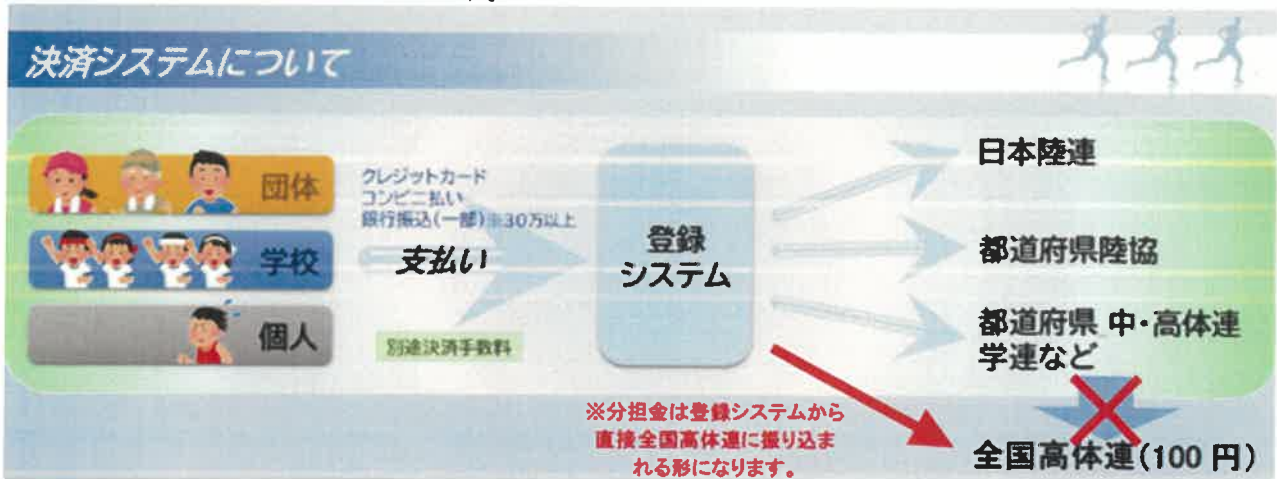 決済システムについて
団体
学校
個人
クレジットカード
コンビニ払い
銀行振込(一部)※30万以上
支払い
別途決済手数料
登録
システム
日本陸連
都道府県陸協
都道府県 中・高体連
学連など
※分担金は登録システムから
直接全国高体連に振り込ま
れる形になります。
全国高体連(100 円)